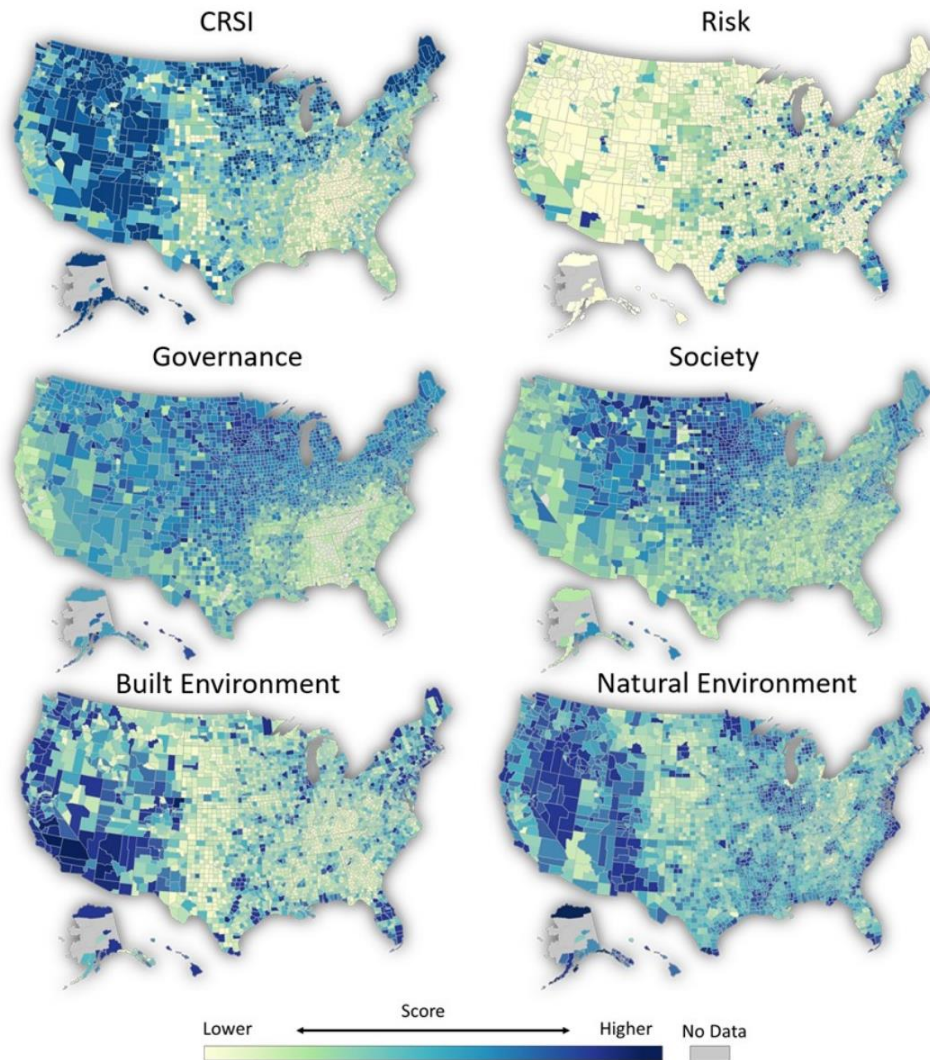 CRSI
Risk
Governance
Society
Built Environment
Natural Environment
Score
Lower
Higher
No Data